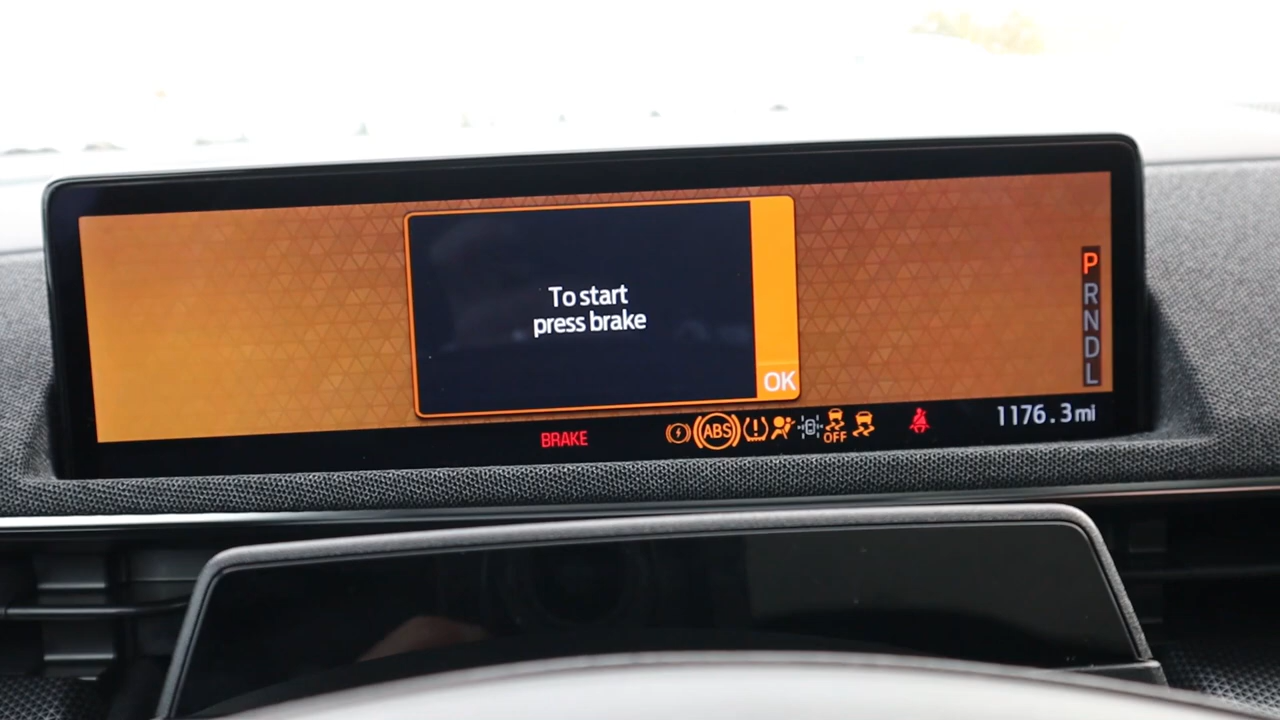 To start
press brake
OK
P
R
N
D
L
BRAKE
ABS
OFF
1176.3mi